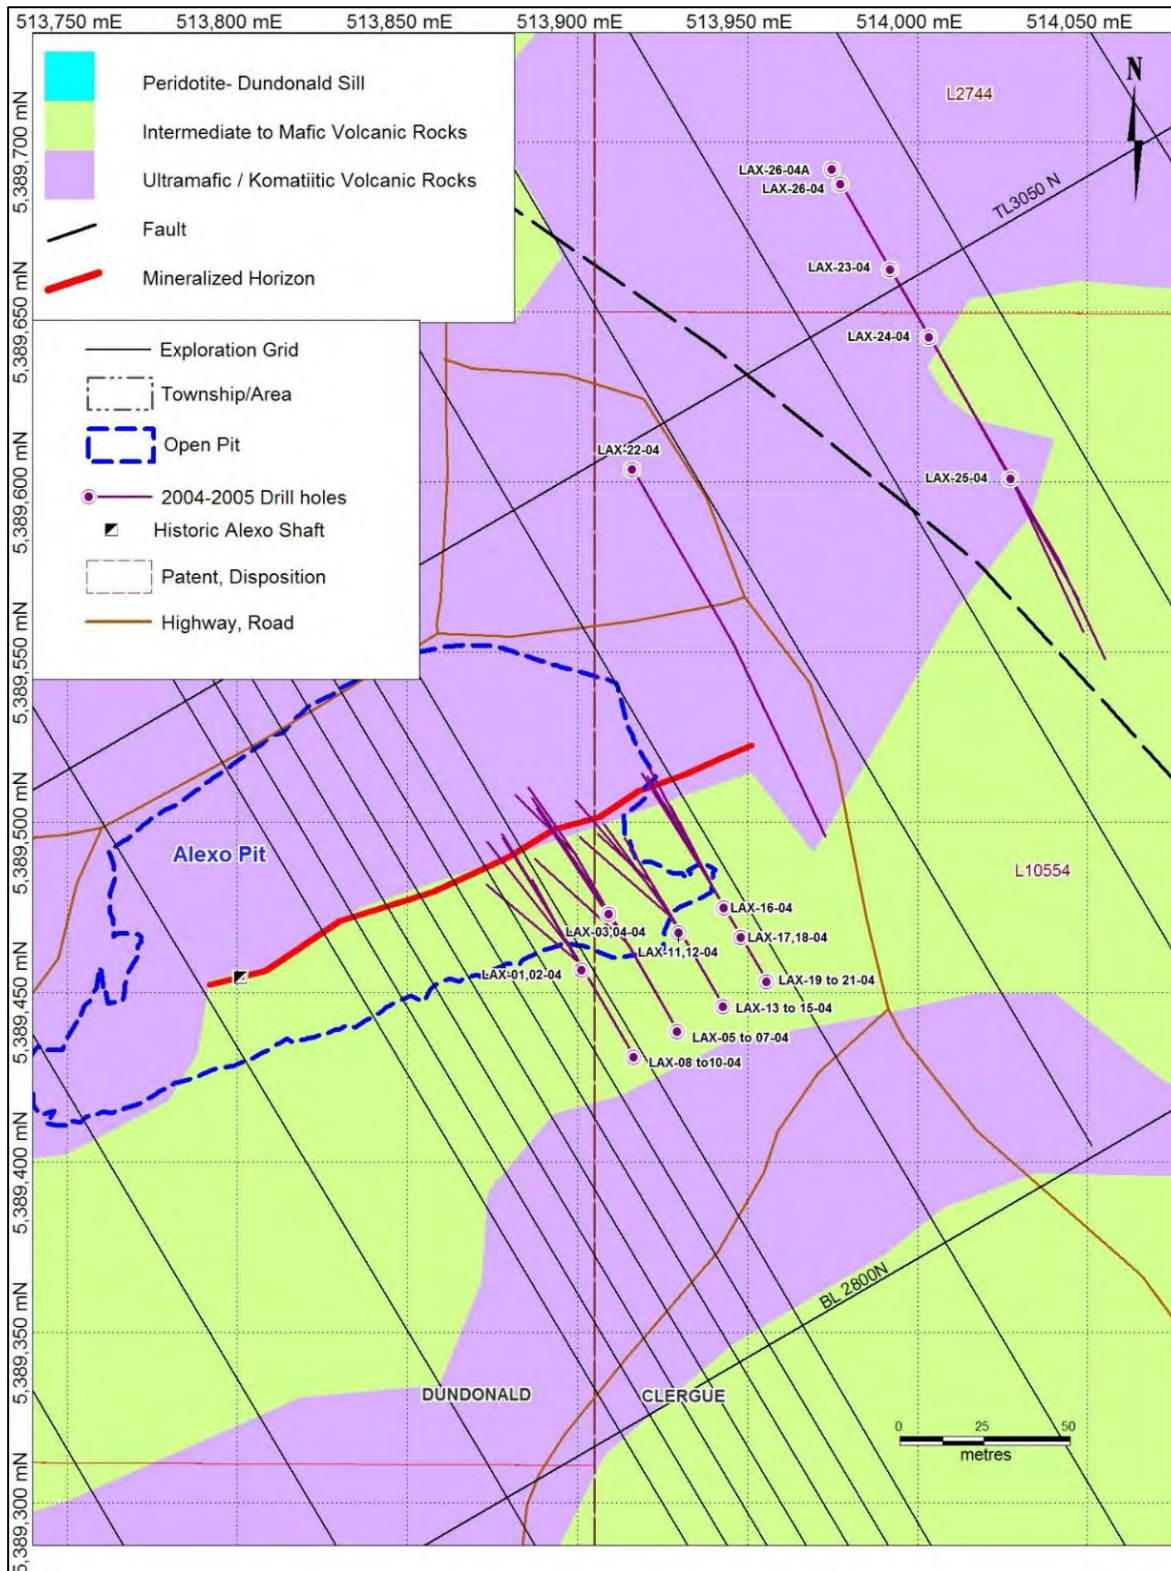 513,750 mE 513,800 mE 513,850 mE 513,900 mE 513,950 mE 514,000 mE 514,050 mE
Peridotite- Dundonald Sill
Intermediate to Mafic Volcanic Rocks
Ultramafic / Komatiitic Volcanic Rocks
Fault
Mineralized Horizon
Exploration Grid
Township/Area
Open Pit
2004-2005 Drill holes
Historic Alexo Shaft
Patent, Disposition
Highway, Road
N
L2744
TL3050 N
LAX-26-04A
LAX-26-04
LAX-23-04
LAX-24-04
LAX-22-04
LAX-25-04
Alexo Pit
L10554
LAX-16-04
LAX-03,04-04
LAX-17,18-04
LAX-11,12-04
LAX-01,02-04
LAX-19 to 21-04
LAX-13 to 15-04
LAX-05 to 07-04
LAX-08 to10-04
BL 2800N
DUNDONALD
CLERGUE
0 25 50
metres
5,389,700 mN
5,389,650 mN
5,389,600 mN
5,389,550 mN
5,389,500 mN
5,389,450 mN
5,389,400 mN
5,389,350 mN
5,389,300 mN